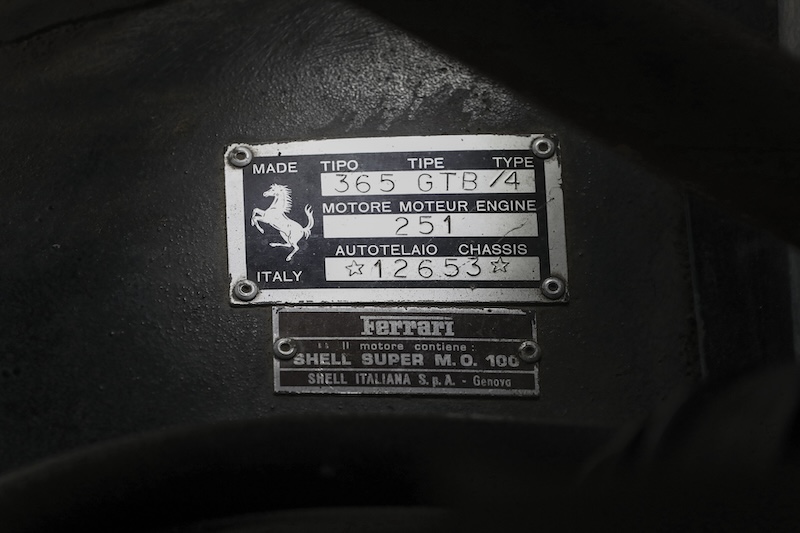 MADE TIPO TIPE TYPE
365 GTB/4
MOTORE MOTEUR ENGINE
251
AUTOTELAIO CHASSIS
ITALY ☆12653☆
Ferrari
Il motore contiene:
SHELL SUPER M.O. 100
SHELL ITALIANA S.p.A. - Genova